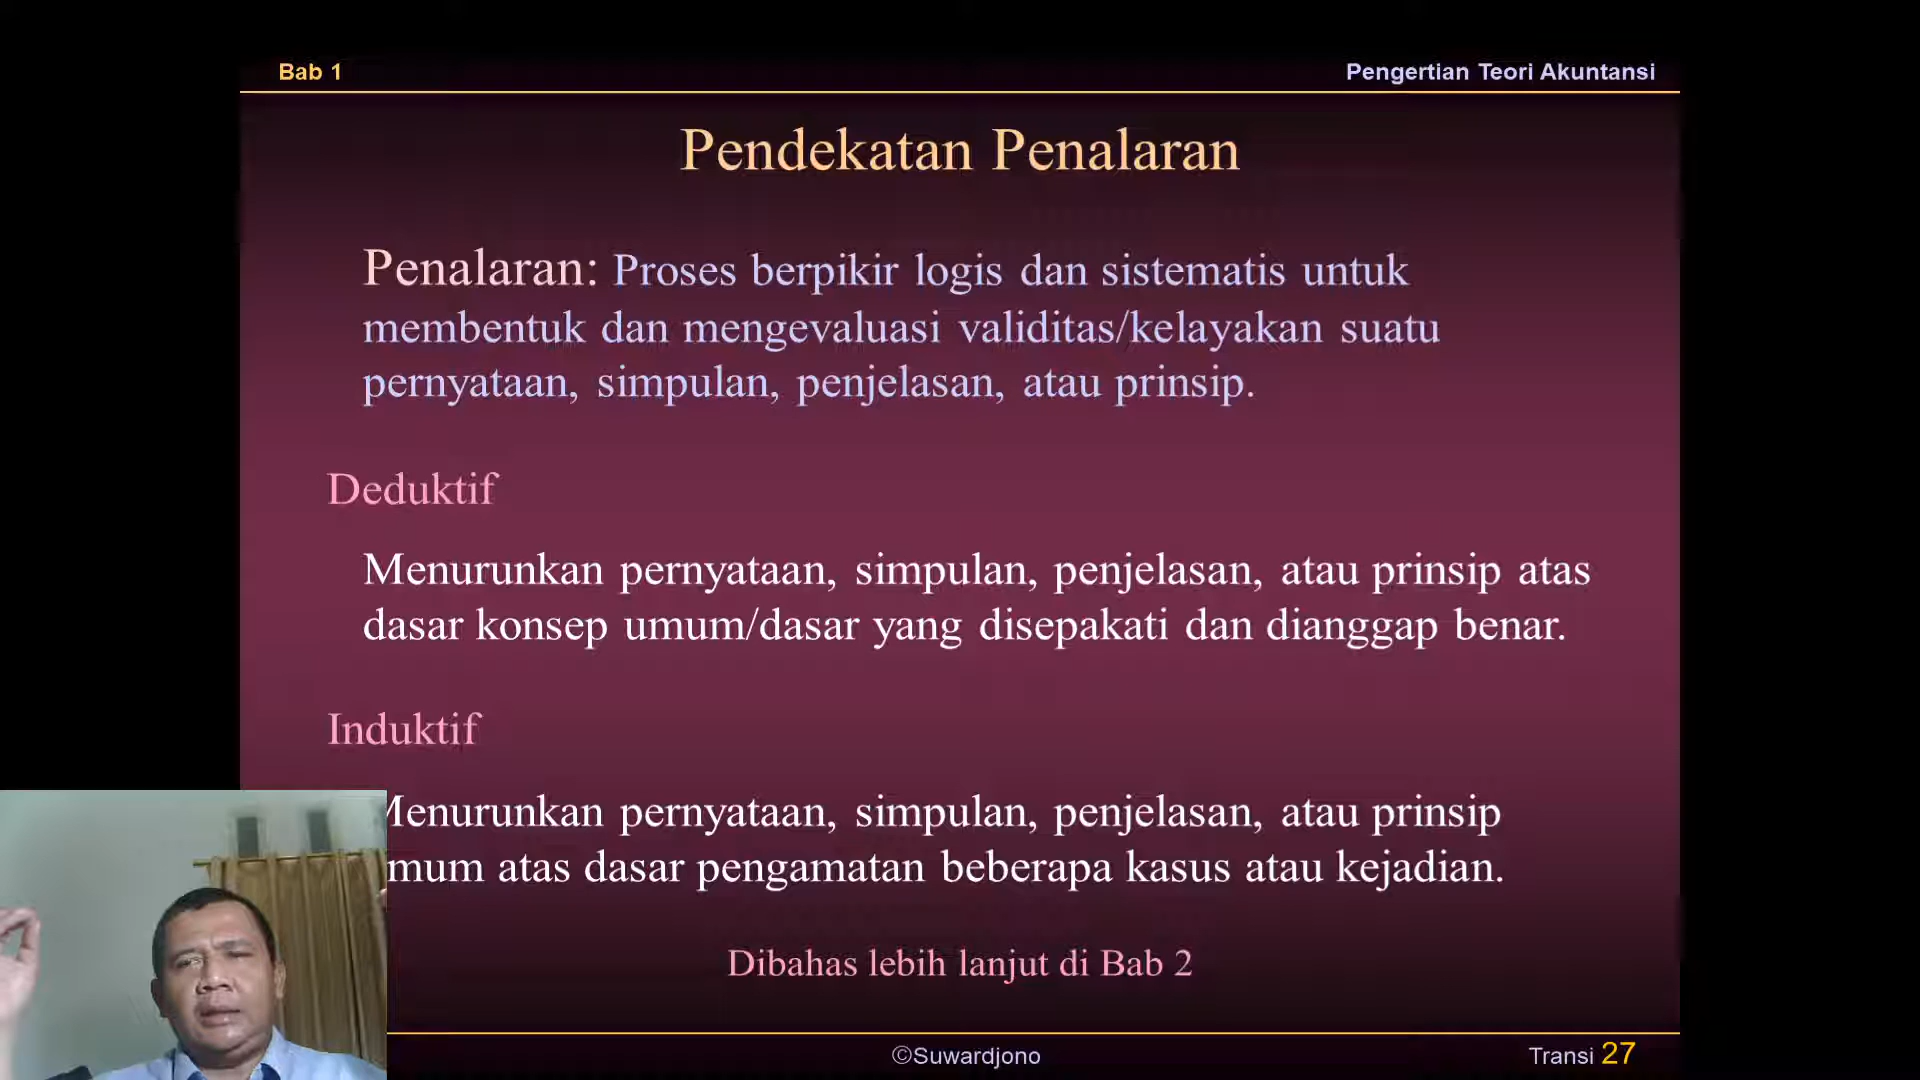 Bab 1
Pengertian Teori Akuntansi
Pendekatan Penalaran
Penalaran: Proses berpikir logis dan sistematis untuk
membentuk dan mengevaluasi validitas/kelayakan suatu
pernyataan, simpulan, penjelasan, atau prinsip.
Deduktif
Menurunkan pernyataan, simpulan, penjelasan, atau prinsip atas
dasar konsep umum/dasar yang disepakati dan dianggap benar.
Induktif
Menurunkan pernyataan, simpulan, penjelasan, atau prinsip
mum atas dasar pengamatan beberapa kasus atau kejadian.
Dibahas lebih lanjut di Bab 2
©Suwardjono
Transi 27